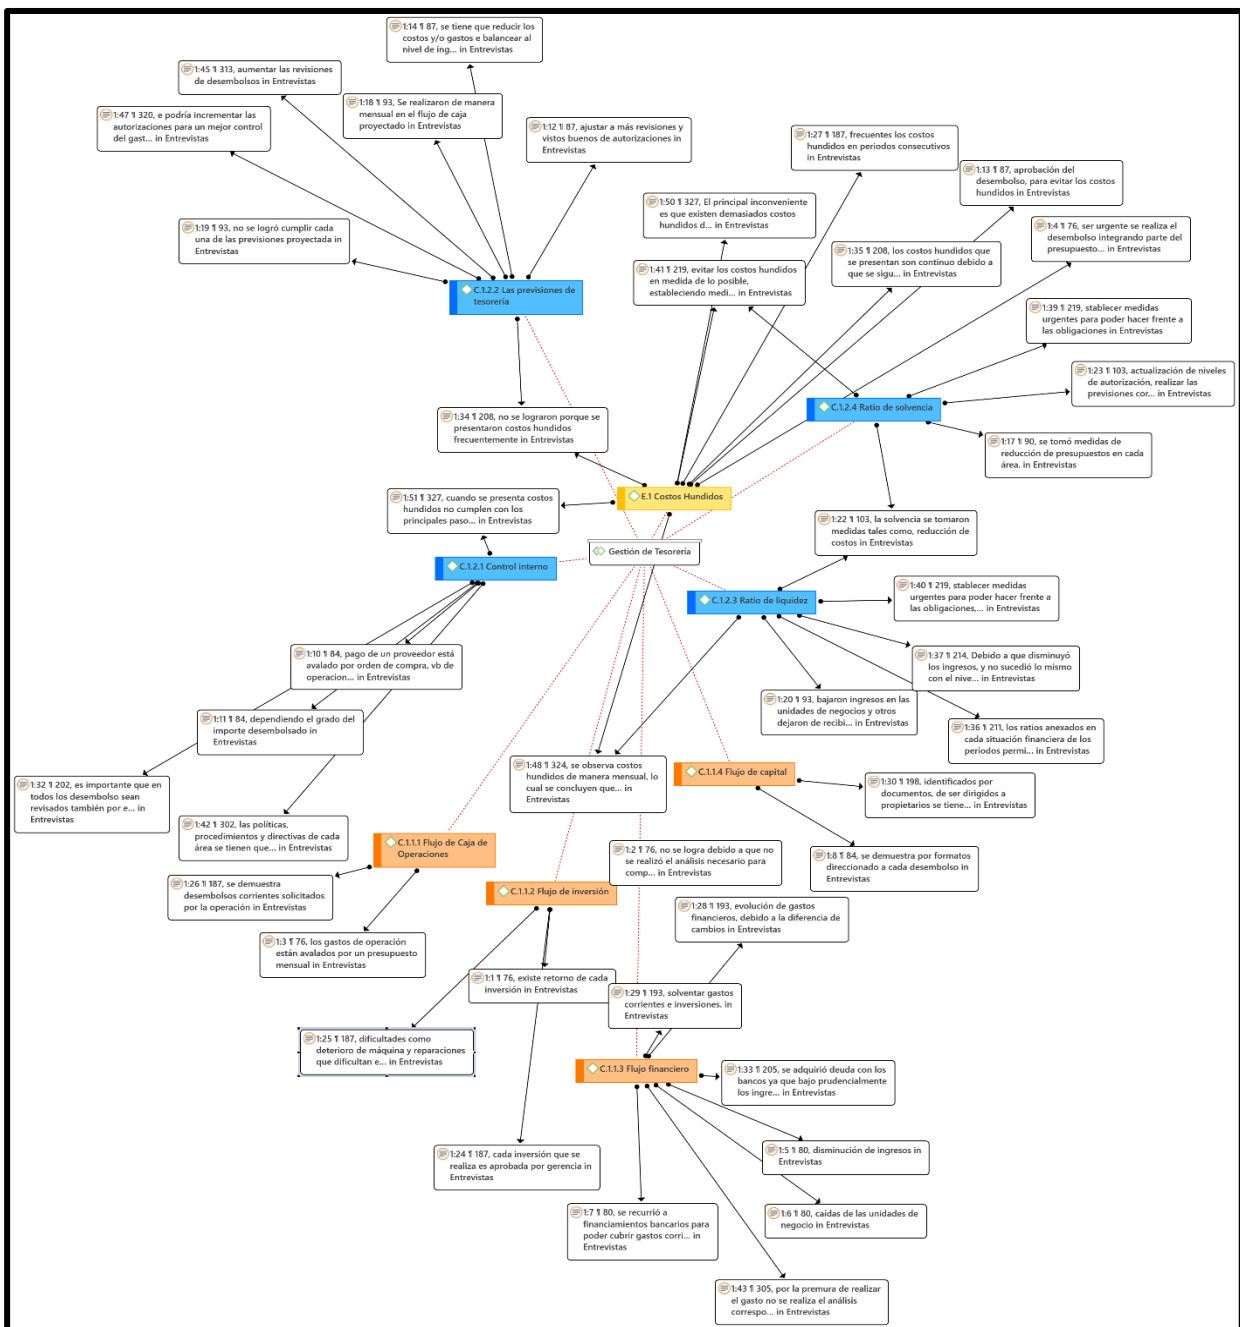 1:14 ¶ 87, se tiene que reducir los
costos y/o gastos e balancear al
nivel de ing... in Entrevistas
1:45 ¶ 313, aumentar las revisiones
de desembolsos in Entrevistas
1:18 ¶ 93, Se realizaron de manera
mensual en el flujo de caja
proyectado in Entrevistas
1:47 ¶ 320, e podría incrementar las
autorizaciones para un mejor control
del gast... in Entrevistas
1:12 ¶ 87, ajustar a más revisiones y
vistos buenos de autorizaciones in
Entrevistas
1:27 ¶ 187, frecuentes los costos
hundidos en periodos consecutivos
in Entrevistas
1:13 ¶ 87, aprobación del
desembolso, para evitar los costos
hundidos in Entrevistas
1:50 ¶ 327, El principal inconveniente
es que existen demasiados costos
hundidos d... in Entrevistas
1:4 ¶ 76, ser urgente se realiza el
desembolso integrando parte del
presupuesto... in Entrevistas
1:19 ¶ 93, no se logró cumplir cada
una de las previsiones proyectada in
Entrevistas
1:35 ¶ 208, los costos hundidos que
se presentan son continuo debido a
que se sigu... in Entrevistas
1:41 ¶ 219, evitar los costos hundidos
en medida de lo posible,
estableciendo medi... in Entrevistas
C.1.2.2 Las previsiones de
tesorería
1:39 ¶ 219, stablecer medidas
urgentes para poder hacer frente a
las obligaciones in Entrevistas
1:23 ¶ 103, actualización de niveles
de autorización, realizar las
previsiones cor... in Entrevistas
C.1.2.4 Ratio de solvencia
1:34 ¶ 208, no se lograron porque se
presentaron costos hundidos
frecuentemente in Entrevistas
1:17 ¶ 90, se tomó medidas de
reducción de presupuestos en cada
área. in Entrevistas
E.1 Costos Hundidos
1:51 ¶ 327, cuando se presenta costos
hundidos no cumplen con los
principales paso... in Entrevistas
1:22 ¶ 103, la solvencia se tomaron
medidas tales como, reducción de
costos in Entrevistas
Gestión de Tesorería
C.1.2.1 Control interno
1:40 ¶ 219, stablecer medidas
urgentes para poder hacer frente a
las obligaciones,... in Entrevistas
C.1.2.3 Ratio de liquidez
1:10 ¶ 84, pago de un proveedor está
avalado por orden de compra, vb de
operacion... in Entrevistas
1:37 ¶ 214, Debido a que disminuyó
los ingresos, y no sucedió lo mismo
con el nive... in Entrevistas
1:20 ¶ 93, bajaron ingresos en las
unidades de negocios y otros
dejaron de recibi... in Entrevistas
1:11 ¶ 84, dependiendo el grado del
importe desembolsado in
Entrevistas
1:36 ¶ 211, los ratios anexados en
cada situación financiera de los
periodos permi... in Entrevistas
1:48 ¶ 324, se observa costos
hundidos de manera mensual, lo
cual se concluyen que... in
Entrevistas
C.1.1.4 Flujo de capital
1:32 ¶ 202, es importante que en
todos los desembolso sean
revisados también por e... in
Entrevistas
1:30 ¶ 198, identificados por
documentos, de ser dirigidos a
propietarios se tiene... in Entrevistas
1:42 ¶ 302, las políticas,
procedimientos y directivas de cada
área se tienen que... in Entrevistas
C.1.1.1 Flujo de Caja de
Operaciones
1:2 ¶ 76, no se logra debido a que no
se realizó el análisis necesario para
comp... in Entrevistas
1:8 ¶ 84, se demuestra por formatos
direccionado a cada desembolso in
Entrevistas
1:26 ¶ 187, se demuestra
desembolsos corrientes solicitados
por la operación in Entrevistas
C.1.1.2 Flujo de inversión
1:28 ¶ 193, evolución de gastos
financieros, debido a la diferencia de
cambios in Entrevistas
1:3 ¶ 76, los gastos de operación
están avalados por un presupuesto
mensual in Entrevistas
1:1 ¶ 76, existe retorno de cada
inversión in Entrevistas
1:29 ¶ 193, solventar gastos
corrientes e inversiones. in
Entrevistas
1:25 ¶ 187, dificultades como
deterioro de máquina y reparaciones
que dificultan e... in Entrevistas
C.1.1.3 Flujo financiero
1:33 ¶ 205, se adquirió deuda con los
bancos ya que bajo prudencialmente
los ingre... in Entrevistas
1:24 ¶ 187, cada inversión que se
realiza es aprobada por gerencia in
Entrevistas
1:5 ¶ 80, disminución de ingresos in
Entrevistas
1:7 ¶ 80, se recurrió a
financiamientos bancarios para
poder cubrir gastos corri... in
Entrevistas
1:6 ¶ 80, caídas de las unidades de
negocio in Entrevistas
1:43 ¶ 305, por la premura de realizar
el gasto no se realiza el análisis
correspo... in Entrevistas